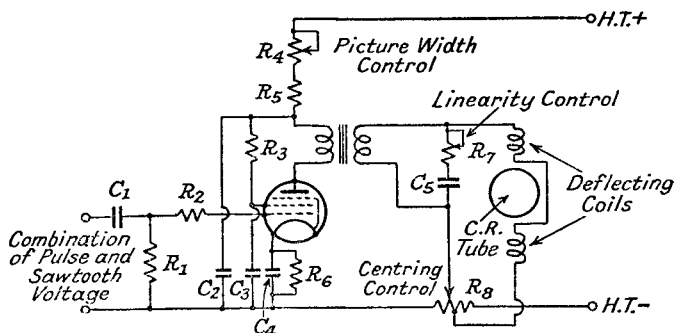 H.T.+
R4
Picture Width
Control
R5
Linearity Control
R3
R7
C5
C1
R2
Deflecting
Coils
C.R.
Tube
Combination
of Pulse and
Sawtooth
Voltage
R1
C2
C3
R6
C4
Centring
Control
R8
H.T.-